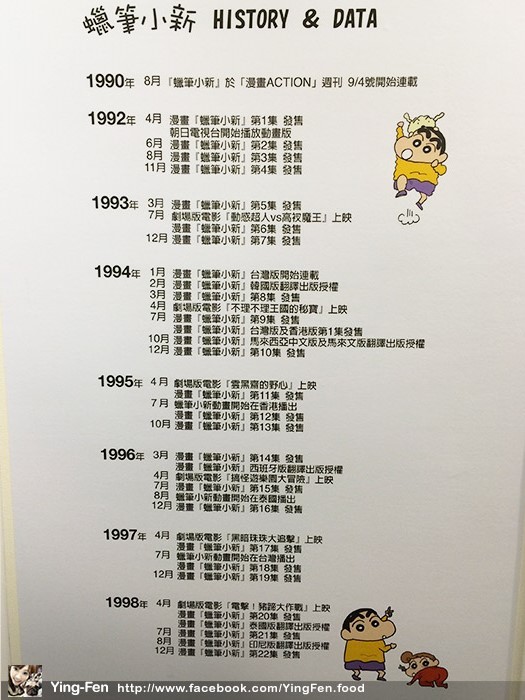 蠟筆小新 HISTORY & DATA
1990年 8月 『蠟筆小新』於「漫畫ACTION」週刊 9/4號開始連載
1992年 4月 漫畫『蠟筆小新』第1集 發售
朝日電視台開始播放動畫版
6月 漫畫『蠟筆小新』第2集 發售
8月 漫畫『蠟筆小新』第3集 發售
11月 漫畫『蠟筆小新』第4集 發售
1993年 3月 漫畫『蠟筆小新』第5集 發售
7月 劇場版電影『動感超人vs高衩魔王』上映
漫畫『蠟筆小新』第6集 發售
12月 漫畫『蠟筆小新』第7集 發售
1994年 1月 漫畫『蠟筆小新』台灣版開始連載
2月 漫畫『蠟筆小新』韓國版翻譯出版授權
3月 漫畫『蠟筆小新』第8集 發售
4月 劇場版電影『不理不理王國的秘寶』上映
7月 漫畫『蠟筆小新』第9集 發售
漫畫『蠟筆小新』台灣版及香港版第1集發售
10月 漫畫『蠟筆小新』馬來西亞中文版及馬來文版翻譯出版授權
12月 漫畫『蠟筆小新』第10集 發售
1995年 4月 劇場版電影『雲黑齋的野心』上映
漫畫『蠟筆小新』第11集 發售
7月 蠟筆小新動畫開始在香港播出
漫畫『蠟筆小新』第12集 發售
10月 漫畫『蠟筆小新』第13集 發售
1996年 3月 漫畫『蠟筆小新』第14集 發售
漫畫『蠟筆小新』西班牙版翻譯出版授權
4月 劇場版電影『搞怪遊樂園大冒險』上映
7月 漫畫『蠟筆小新』第15集 發售
8月 蠟筆小新動畫開始在泰國播出
12月 漫畫『蠟筆小新』第16集 發售
1997年 4月 劇場版電影『黑暗珠珠大追擊』上映
漫畫『蠟筆小新』第17集 發售
7月 蠟筆小新動畫開始在台灣播出
漫畫『蠟筆小新』第18集 發售
12月 漫畫『蠟筆小新』第19集 發售
1998年 4月 劇場版電影『電擊！豬蹄大作戰』上映
漫畫『蠟筆小新』第20集 發售
漫畫『蠟筆小新』泰國版翻譯出版授權
7月 漫畫『蠟筆小新』第21集 發售
8月 漫畫『蠟筆小新』印尼版翻譯出版授權
12月 漫畫『蠟筆小新』第22集 發售
Ying-Fen http://www.facebook.com/YingFen.food